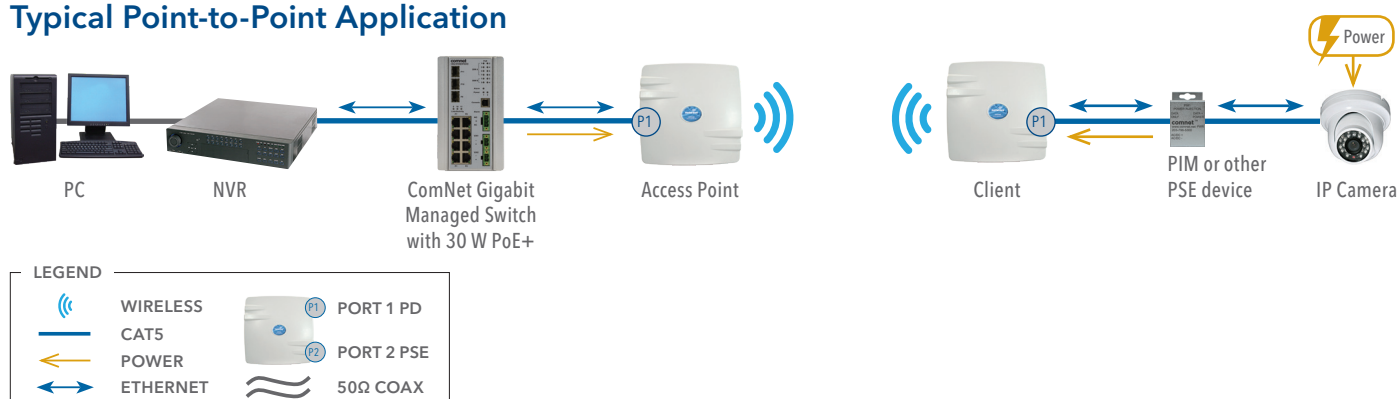 Typical Point-to-Point Application
Power
comnet
P1
P1
comnet
PC
NVR
ComNet Gigabit
Managed Switch
with 30 W PoE+
Access Point
Client
PIM or other
PSE device
IP Camera
LEGEND
WIRELESS
CAT5
POWER
ETHERNET
P1
PORT 1 PD
P2
PORT 2 PSE
50Ω COAX